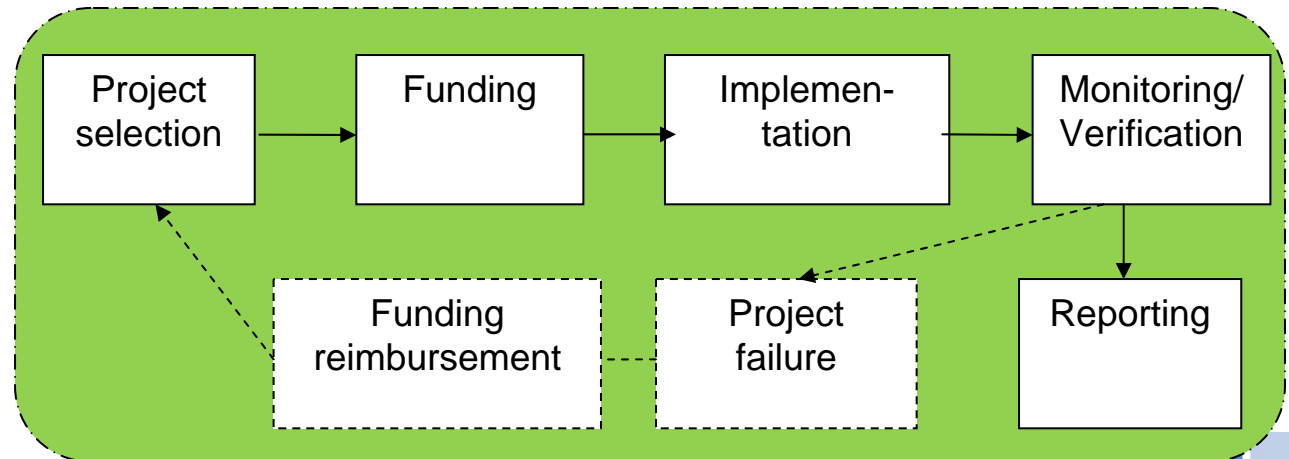 Project
selection
Funding
Implemen-
tation
Monitoring/
Verification
Funding
reimbursement
Project
failure
Reporting